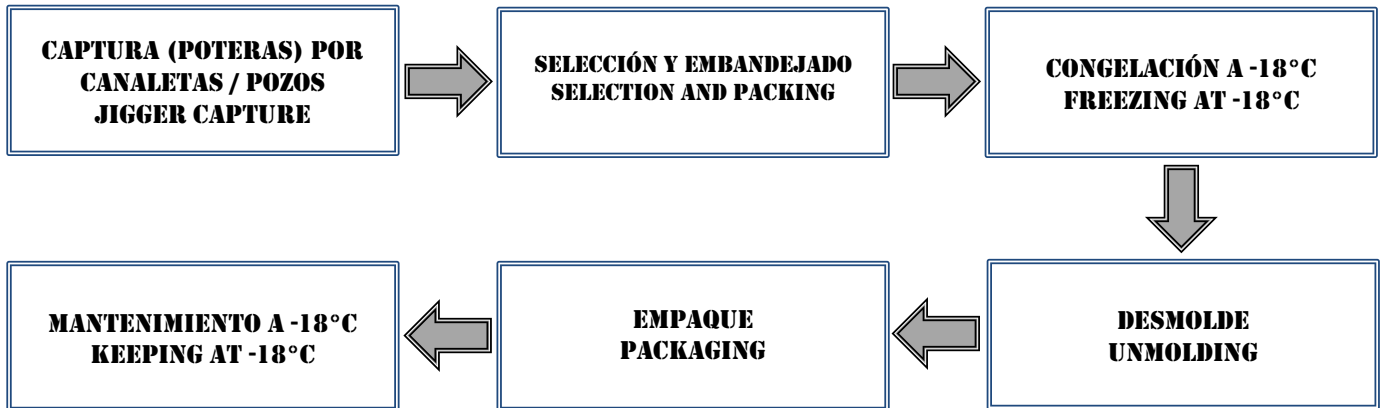 CAPTURA (POTERAS) POR
CANALETAS / POZOS
JIGGER CAPTURE
SELECCIÓN Y EMBANDEJADO
SELECTION AND PACKING
CONGELACIÓN A -18°C
FREEZING AT -18°C
DESMOLDE
UNMOLDING
EMPAQUE
PACKAGING
MANTENIMIENTO A -18°C
KEEPING AT -18°C